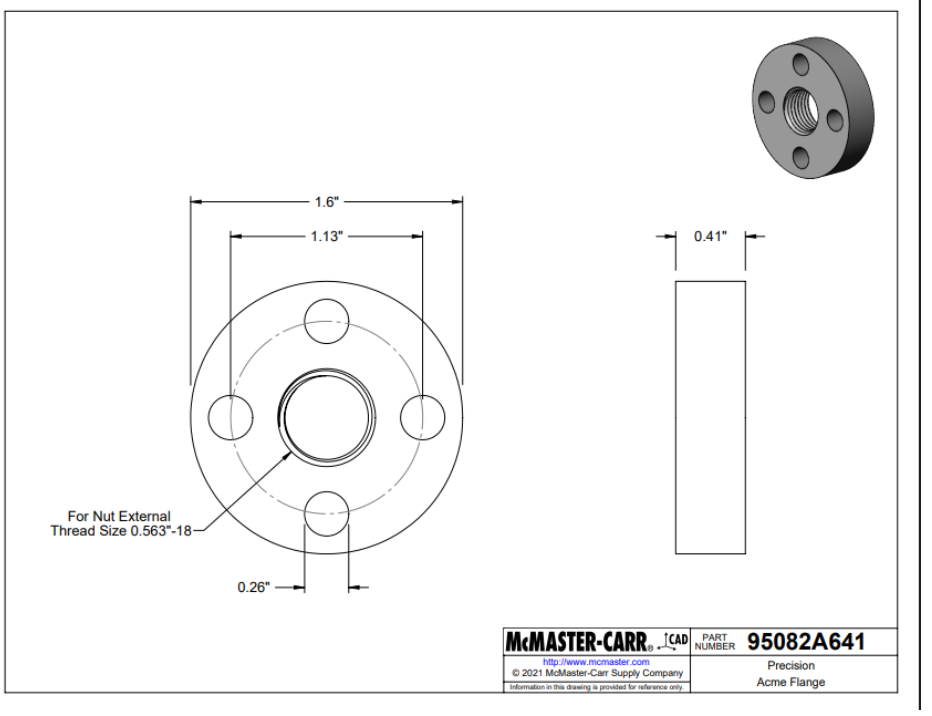 1.6"
1.13"
0.41"
For Nut External
Thread Size 0.563"-18
0.26"
McMASTER-CARR® CAD
PART
NUMBER
95082A641
http://www.mcmaster.com
© 2021 McMaster-Carr Supply Company
Information in this drawing is provided for reference only.
Precision
Acme Flange